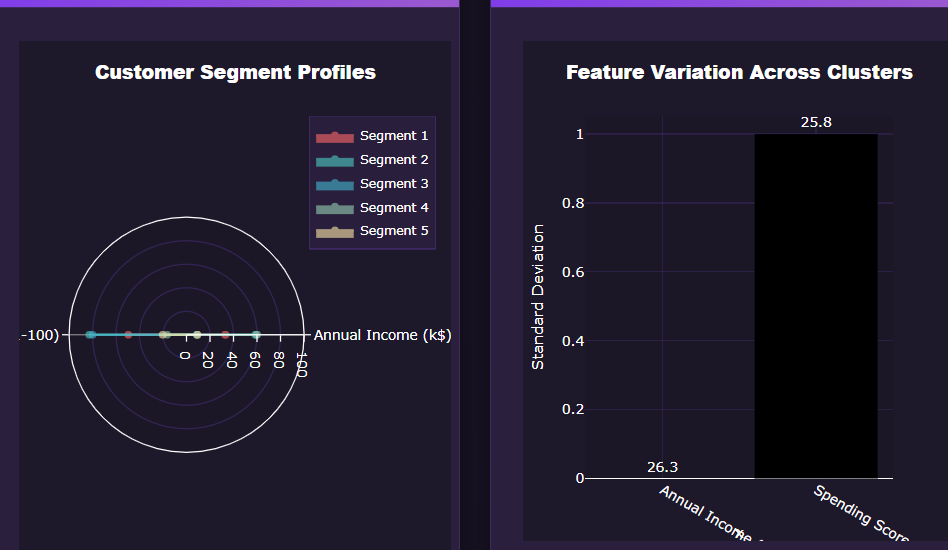 Customer Segment Profiles
Segment 1
Segment 2
Segment 3
Segment 4
Segment 5
-100)
Annual Income (k$)
0
20
40
60
80
100
Feature Variation Across Clusters
Standard Deviation
1
0.8
0.6
0.4
0.2
0
26.3
25.8
Annual Income
Spending Score